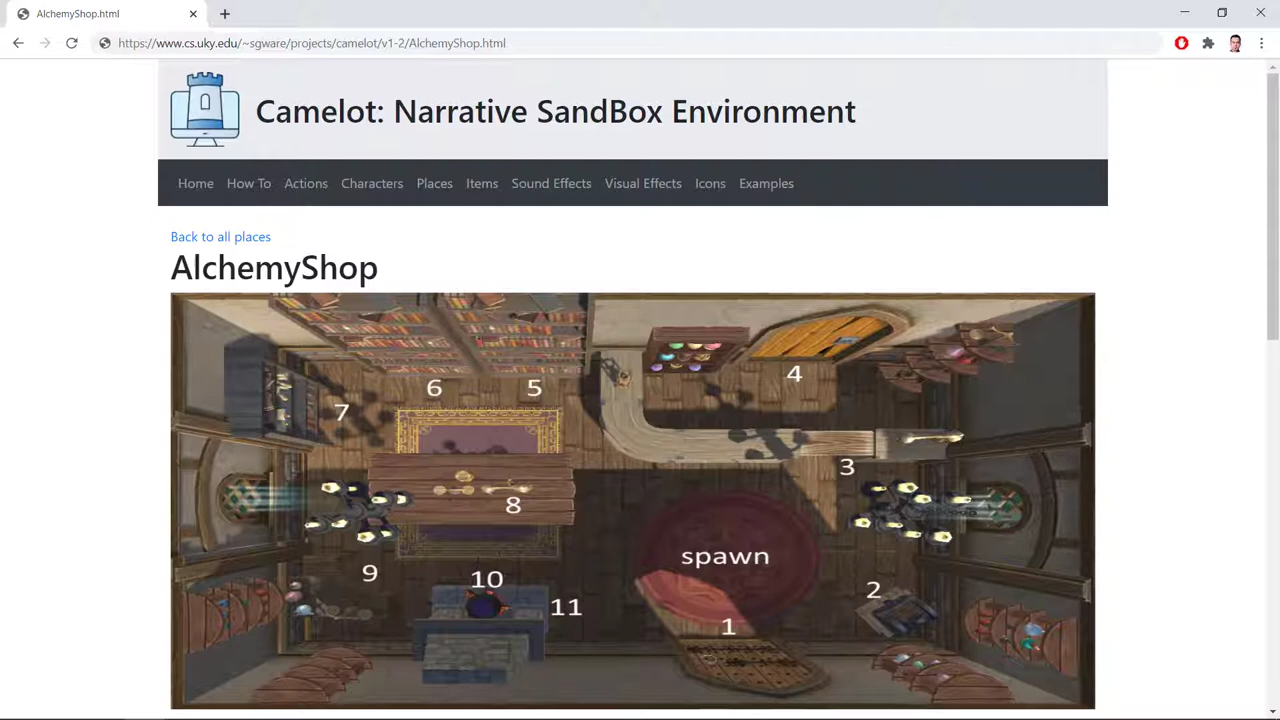 AlchemyShop.html
https://www.cs.uky.edu/~sgware/projects/camelot/v1-2/AlchemyShop.html
Camelot: Narrative SandBox Environment
Home How To Actions Characters Places Items Sound Effects Visual Effects Icons Examples
Back to all places
AlchemyShop
4
6 5
7
3
8
spawn
9 10 2
11 1